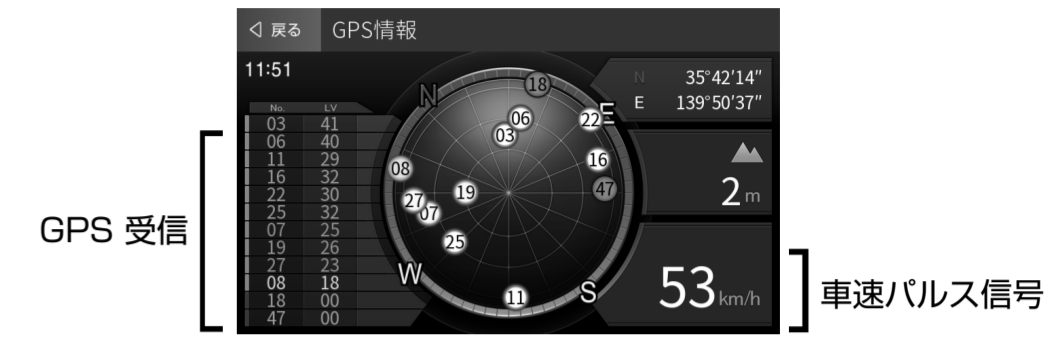 戻る GPS情報
11:51
No. LV
03 41
06 40
11 29
16 32
22 30
25 32
07 25
19 26
27 23
08 18
18 00
47 00
GPS 受信
N
E
W
S
18
06
03
22
16
08
47
19
27
07
25
11
N 35°42'14"
E 139°50'37"
2m
53km/h
車速パルス信号